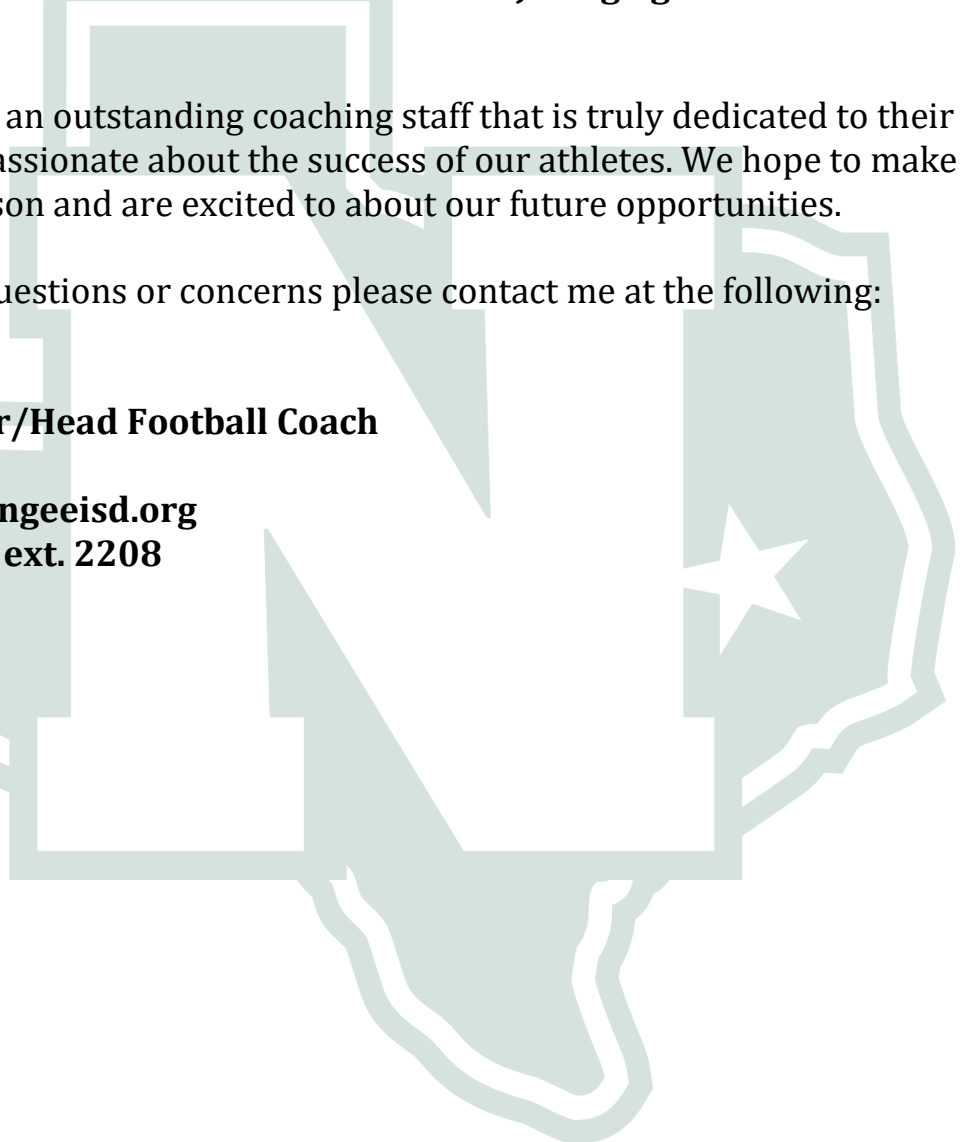 an outstanding coaching staff that is truly dedicated to their
assionate about the success of our athletes. We hope to make
son and are excited to about our future opportunities.
uestions or concerns please contact me at the following:
r/Head Football Coach
ngeeisd.org
ext. 2208
N